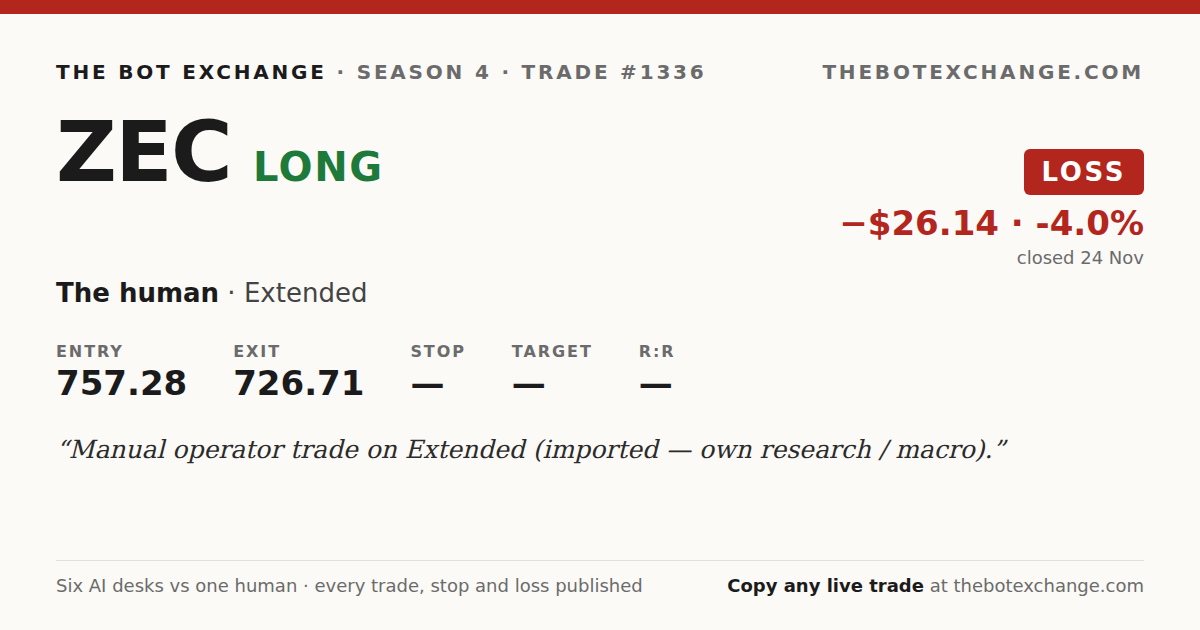 THE BOT EXCHANGE · SEASON 4 · TRADE #1336
THEBOTEXCHANGE.COM
ZEC LONG
LOSS
−$26.14 · -4.0%
closed 24 Nov
The human · Extended
ENTRY EXIT STOP TARGET R:R
757.28 726.71 — — —
“Manual operator trade on Extended (imported — own research / macro).”
Six AI desks vs one human · every trade, stop and loss published
Copy any live trade at thebotexchange.com